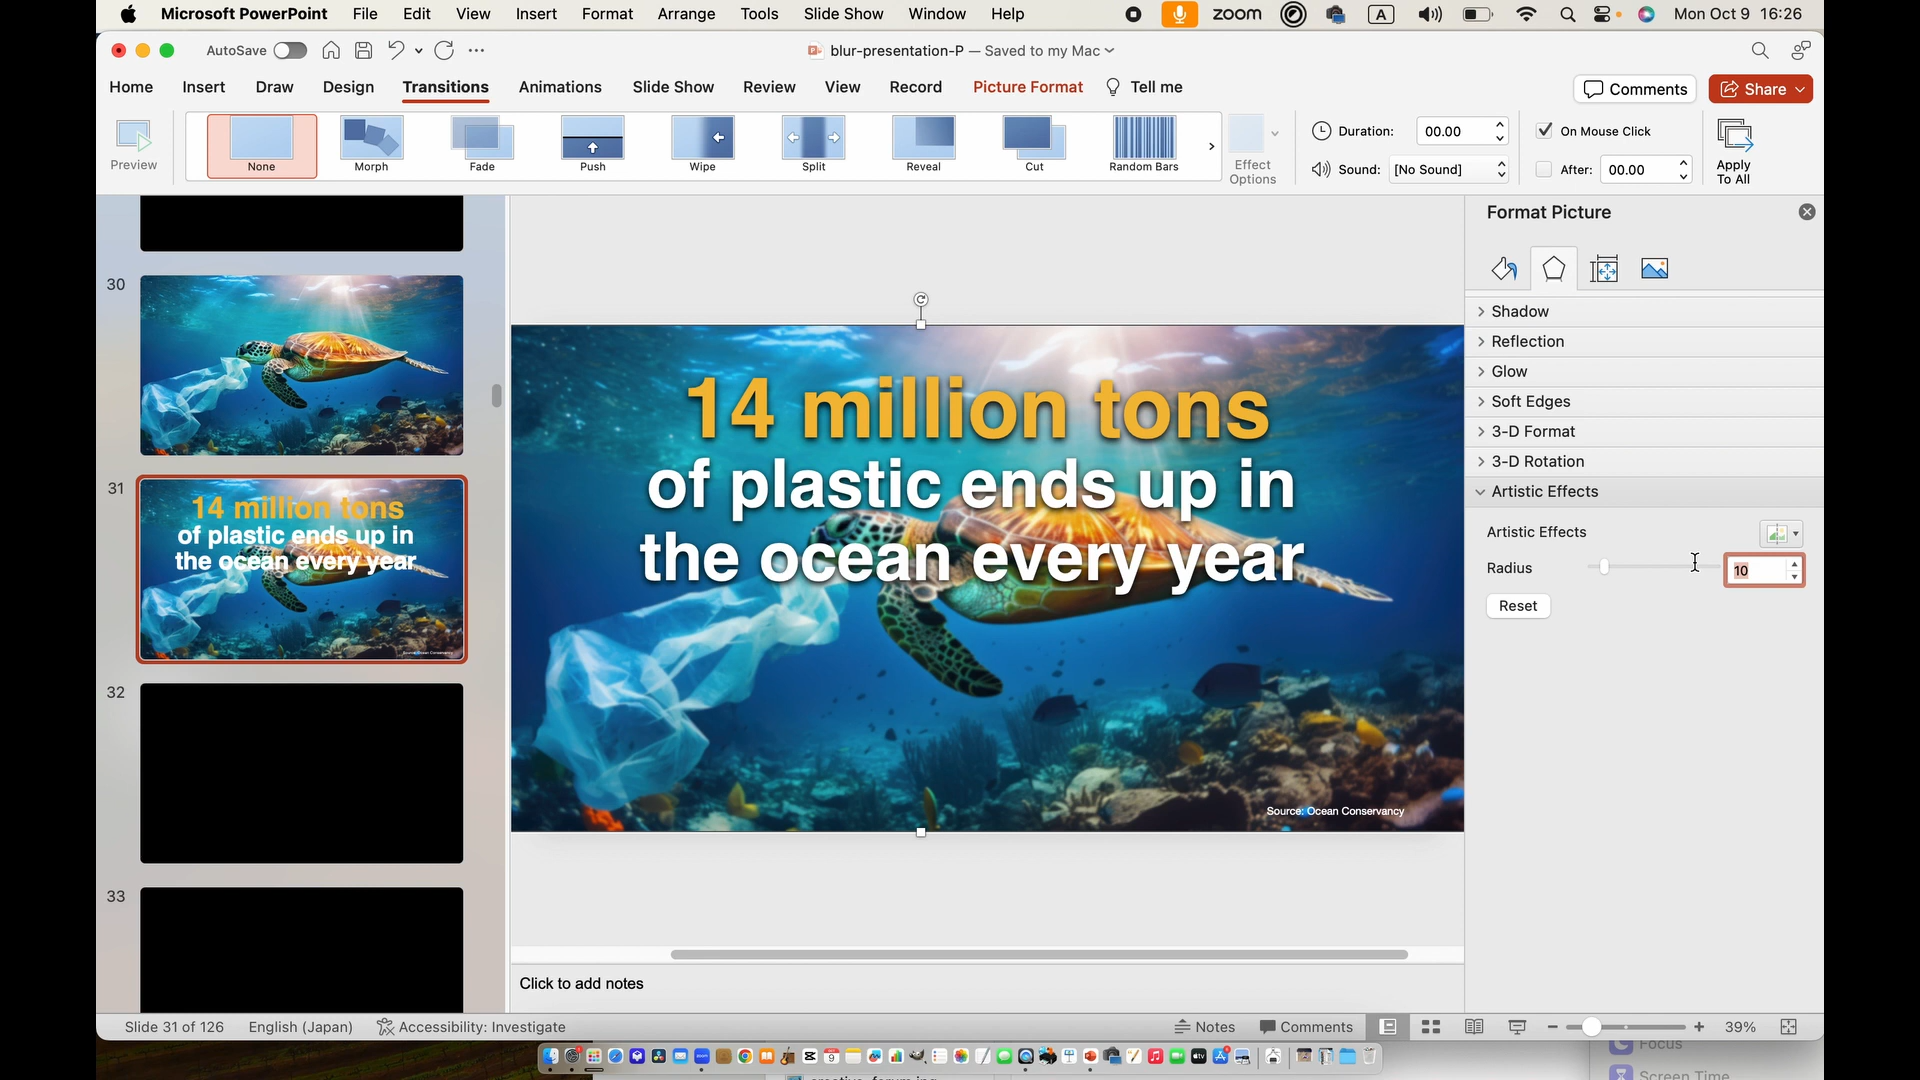 Microsoft PowerPoint File Edit View Insert Format Arrange Tools Slide Show Window Help zoom A Mon Oct 9 16:26
AutoSave blur-presentation-P — Saved to my Mac
Home Insert Draw Design Transitions Animations Slide Show Review View Record Picture Format Tell me Comments Share
Preview None Morph Fade Push Wipe Split Reveal Cut Random Bars
Effect Options
Duration: 00.00
Sound: [No Sound]
On Mouse Click
After: 00.00
Apply To All
30
31
14 million tons
of plastic ends up in
the ocean every year
Source: Ocean Conservancy
32
33
14 million tons
of plastic ends up in
the ocean every year
Source: Ocean Conservancy
Format Picture
Shadow
Reflection
Glow
Soft Edges
3-D Format
3-D Rotation
Artistic Effects
Artistic Effects
Radius 10
Reset
Click to add notes
Slide 31 of 126 English (Japan) Accessibility: Investigate Notes Comments 39%
Focus
Screen Time